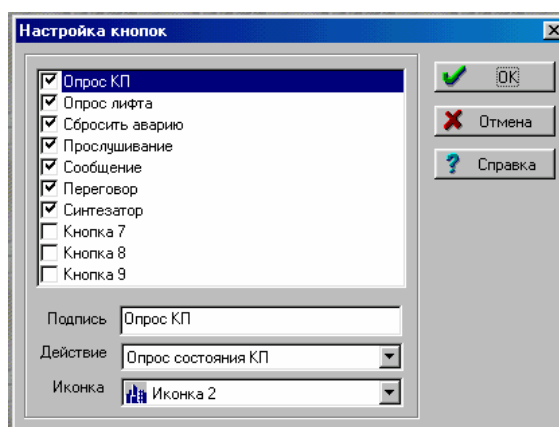 Настройка кнопок
Опрос КП
Опрос лифта
Сбросить аварию
Прослушивание
Сообщение
Переговор
Синтезатор
Кнопка 7
Кнопка 8
Кнопка 9
OK
Отмена
Справка
Подпись Опрос КП
Действие Опрос состояния КП
Иконка Иконка 2